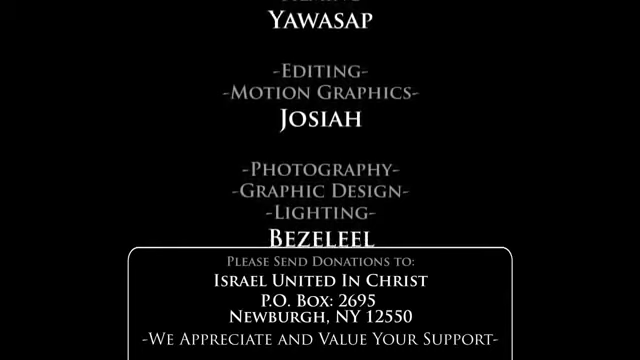 Yawasap
-Editing-
-Motion Graphics-
Josiah
-Photography-
-Graphic Design-
-Lighting-
Bezeleel
Please Send Donations to:
Israel United In Christ
P.O. Box: 2695
Newburgh, NY 12550
-We Appreciate and Value Your Support-